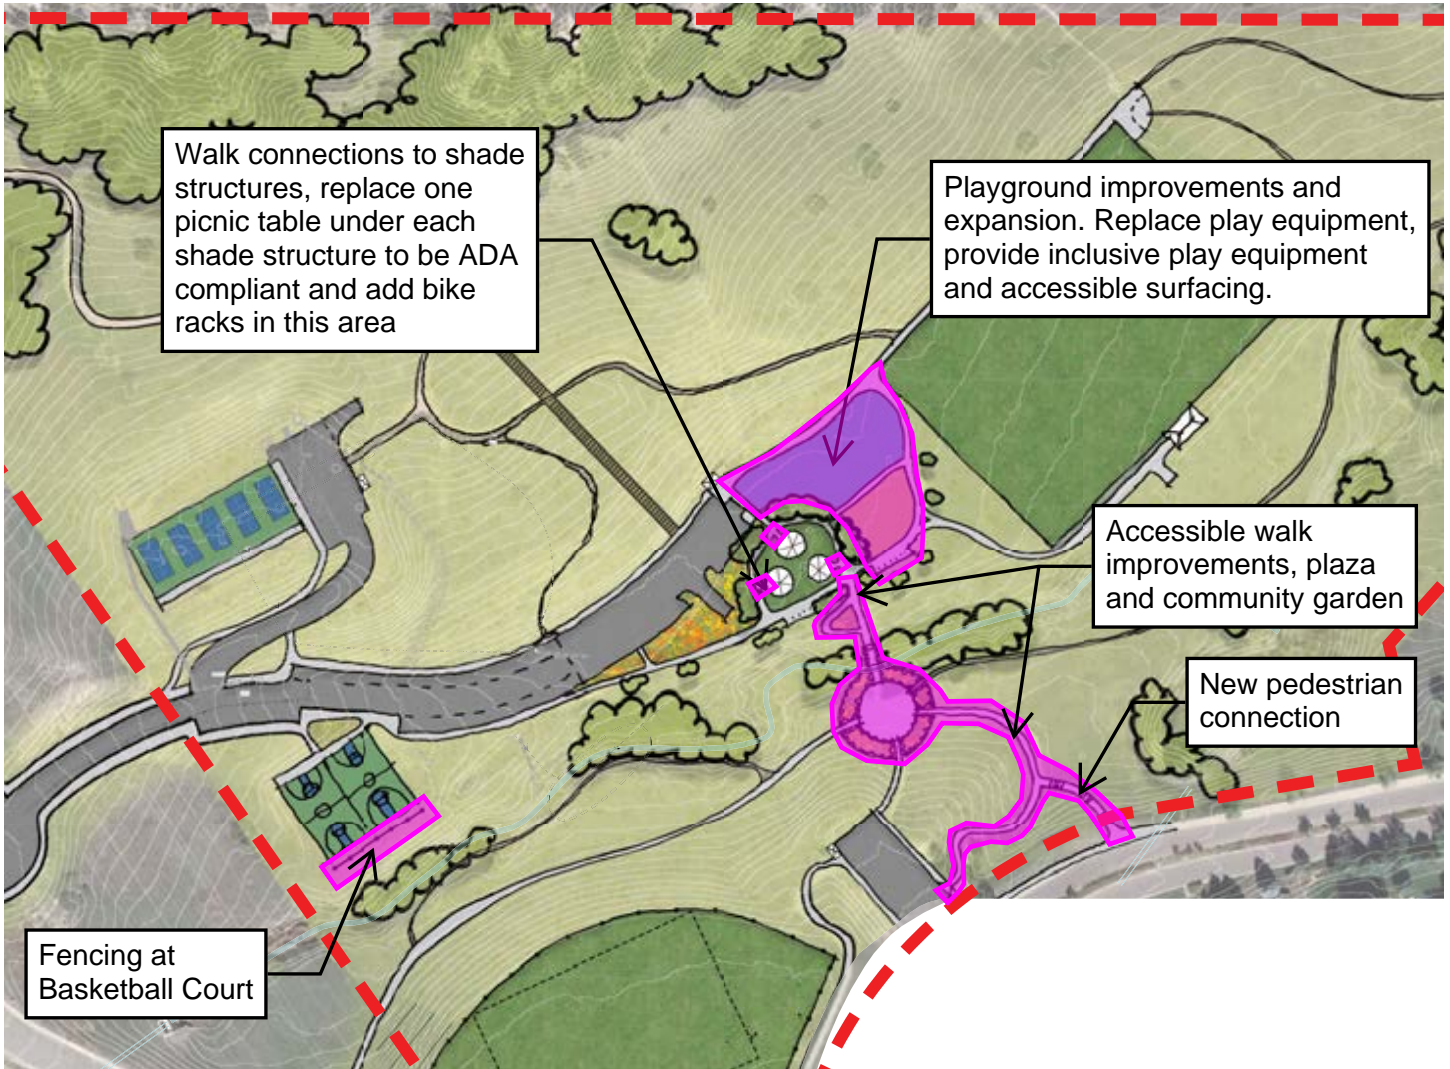 Walk connections to shade
structures, replace one
picnic table under each
shade structure to be ADA
compliant and add bike
racks in this area
Playground improvements and
expansion. Replace play equipment,
provide inclusive play equipment
and accessible surfacing.
Accessible walk
improvements, plaza
and community garden
New pedestrian
connection
Fencing at
Basketball Court